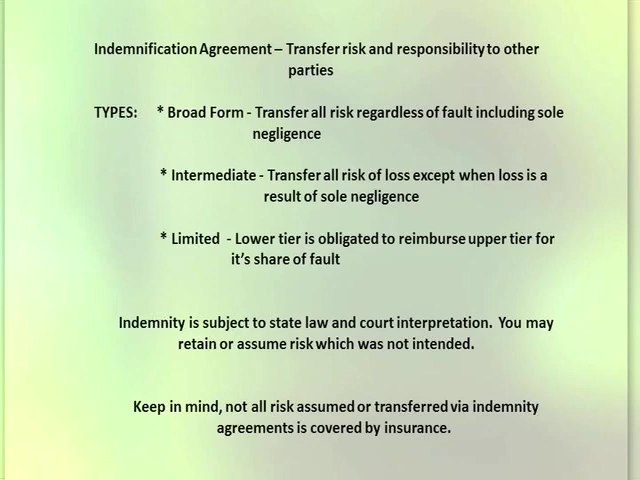 Indemnification Agreement – Transfer risk and responsibility to other
parties
TYPES: * Broad Form - Transfer all risk regardless of fault including sole
negligence
* Intermediate - Transfer all risk of loss except when loss is a
result of sole negligence
* Limited - Lower tier is obligated to reimburse upper tier for
it’s share of fault
Indemnity is subject to state law and court interpretation. You may
retain or assume risk which was not intended.
Keep in mind, not all risk assumed or transferred via indemnity
agreements is covered by insurance.